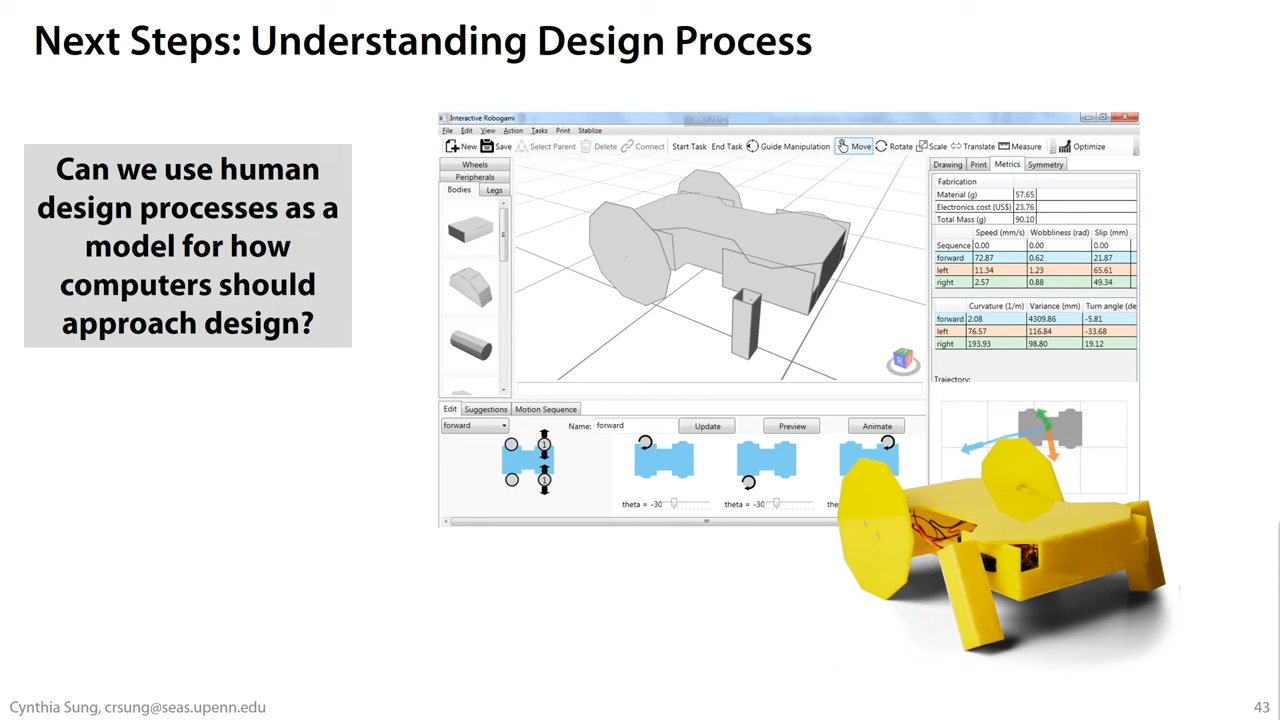 Next Steps: Understanding Design Process
Can we use human
design processes as a
model for how
computers should
approach design?
Interactive Robogami
File Edit View Action Tasks Print Stablize
New Save Select Parent Delete Connect Start Task End Task Guide Manipulation Move Rotate Scale Translate Measure Optimize
Wheels
Peripherals
Bodies Legs
Drawing Print Metrics Symmetry
Fabrication
Material (g) 57.65
Electronics cost (US$) 23.76
Total Mass (g) 90.10
Speed (mm/s) Wobbliness (rad) Slip (mm)
Sequence 0.00 0.00 0.00
forward 72.87 0.62 21.87
left 11.34 1.23 65.61
right 2.57 0.88 49.34
Curvature (1/m) Variance (mm) Turn angle (de
forward 2.08 4309.86 -5.81
left 76.57 116.84 -33.68
right 193.93 98.80 19.12
Trajectory:
R
Edit Suggestions Motion Sequence
forward Name: forward Update Preview Animate
1
1
theta = -30 theta = -30 the
Cynthia Sung, crsung@seas.upenn.edu
43